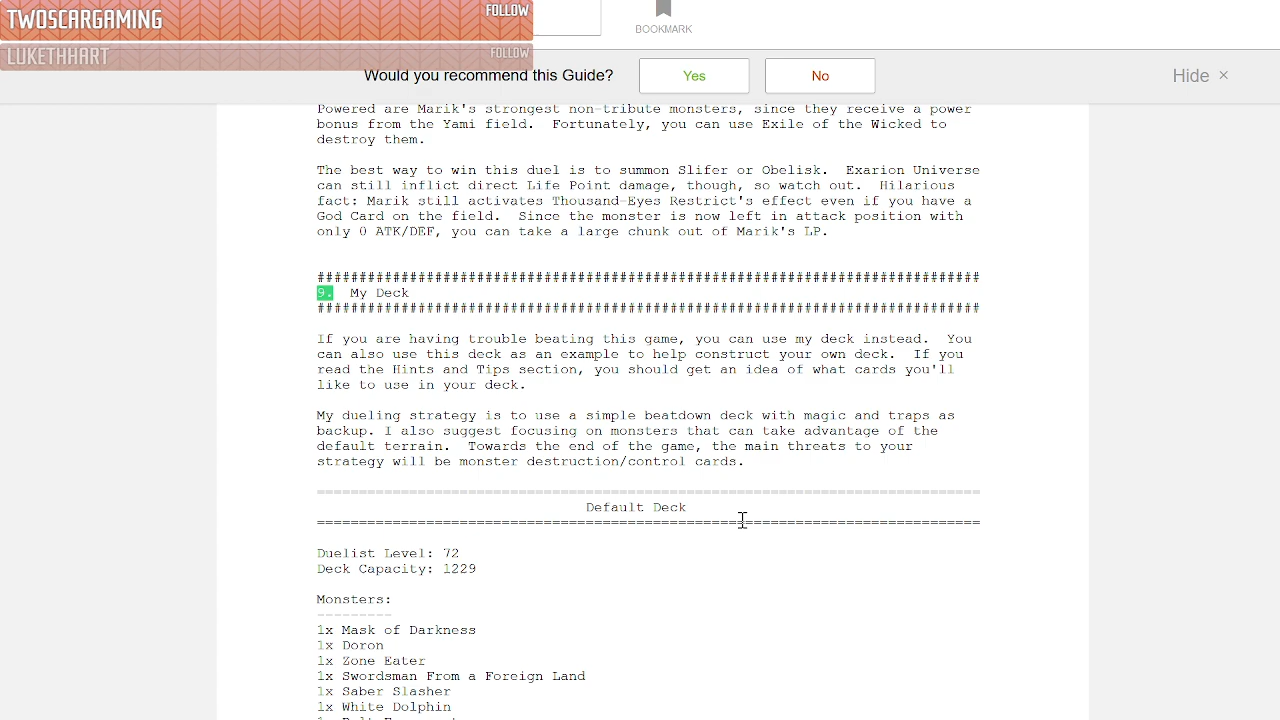 TWOSCARGAMING
FOLLOW
LUKETHHART
FOLLOW
BOOKMARK
Would you recommend this Guide?
Yes
No
Hide ×
Powered are Marik's strongest non-tribute monsters, since they receive a power
bonus from the Yami field. Fortunately, you can use Exile of the Wicked to
destroy them.
The best way to win this duel is to summon Slifer or Obelisk. Exarion Universe
can still inflict direct Life Point damage, though, so watch out. Hilarious
fact: Marik still activates Thousand-Eyes Restrict's effect even if you have a
God Card on the field. Since the monster is now left in attack position with
only 0 ATK/DEF, you can take a large chunk out of Marik's LP.
###############################################################################
9. My Deck
###############################################################################
If you are having trouble beating this game, you can use my deck instead. You
can also use this deck as an example to help construct your own deck. If you
read the Hints and Tips section, you should get an idea of what cards you'll
like to use in your deck.
My dueling strategy is to use a simple beatdown deck with magic and traps as
backup. I also suggest focusing on monsters that can take advantage of the
default terrain. Towards the end of the game, the main threats to your
strategy will be monster destruction/control cards.
===============================================================================
Default Deck
===============================================================================
Duelist Level: 72
Deck Capacity: 1229
Monsters:
---------
1x Mask of Darkness
1x Doron
1x Zone Eater
1x Swordsman From a Foreign Land
1x Saber Slasher
1x White Dolphin